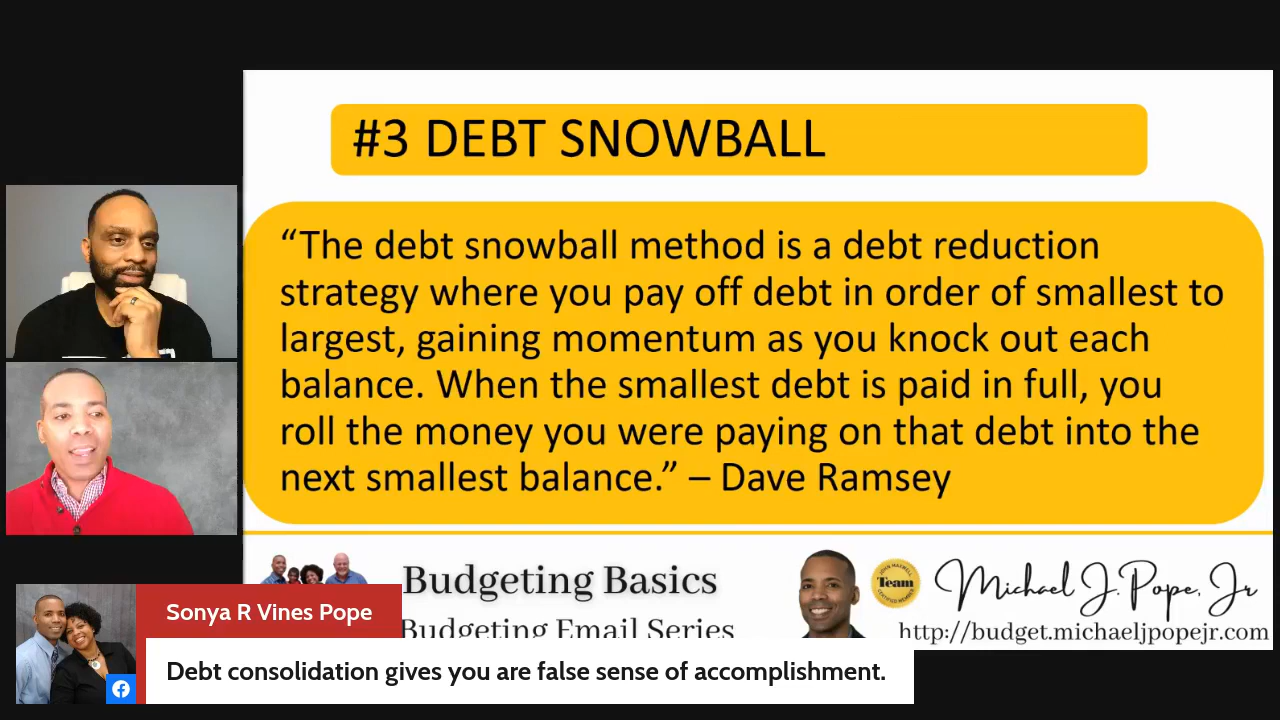 #3 DEBT SNOWBALL
“The debt snowball method is a debt reduction
strategy where you pay off debt in order of smallest to
largest, gaining momentum as you knock out each
balance. When the smallest debt is paid in full, you
roll the money you were paying on that debt into the
next smallest balance.” – Dave Ramsey
Budgeting Basics
Budgeting Email Series
JOHN MAXWELL
Team
CERTIFIED MEMBER
Michael J. Pope, Jr
http://budget.michaeljpopejr.com
Sonya R Vines Pope
Debt consolidation gives you are false sense of accomplishment.